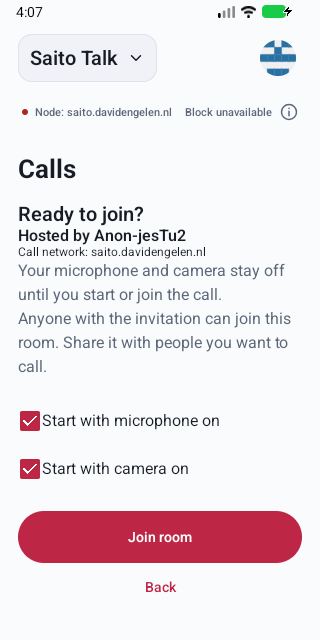 4:07
Saito Talk
Node: saito.davidengelen.nl Block unavailable
Calls
Ready to join?
Hosted by Anon-jesTu2
Call network: saito.davidengelen.nl
Your microphone and camera stay off
until you start or join the call.
Anyone with the invitation can join this
room. Share it with people you want to
call.
Start with microphone on
Start with camera on
Join room
Back